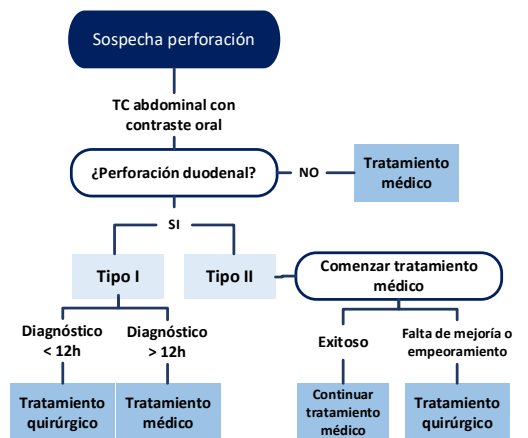 Sospecha perforación
TC abdominal con
contraste oral
¿Perforación duodenal?
NO
Tratamiento
médico
SI
Tipo I
Tipo II
Comenzar tratamiento
médico
Diagnóstico
< 12h
Diagnóstico
> 12h
Exitoso
Falta de mejoría o
empeoramiento
Tratamiento
quirúrgico
Tratamiento
médico
Continuar
tratamiento
médico
Tratamiento
quirúrgico